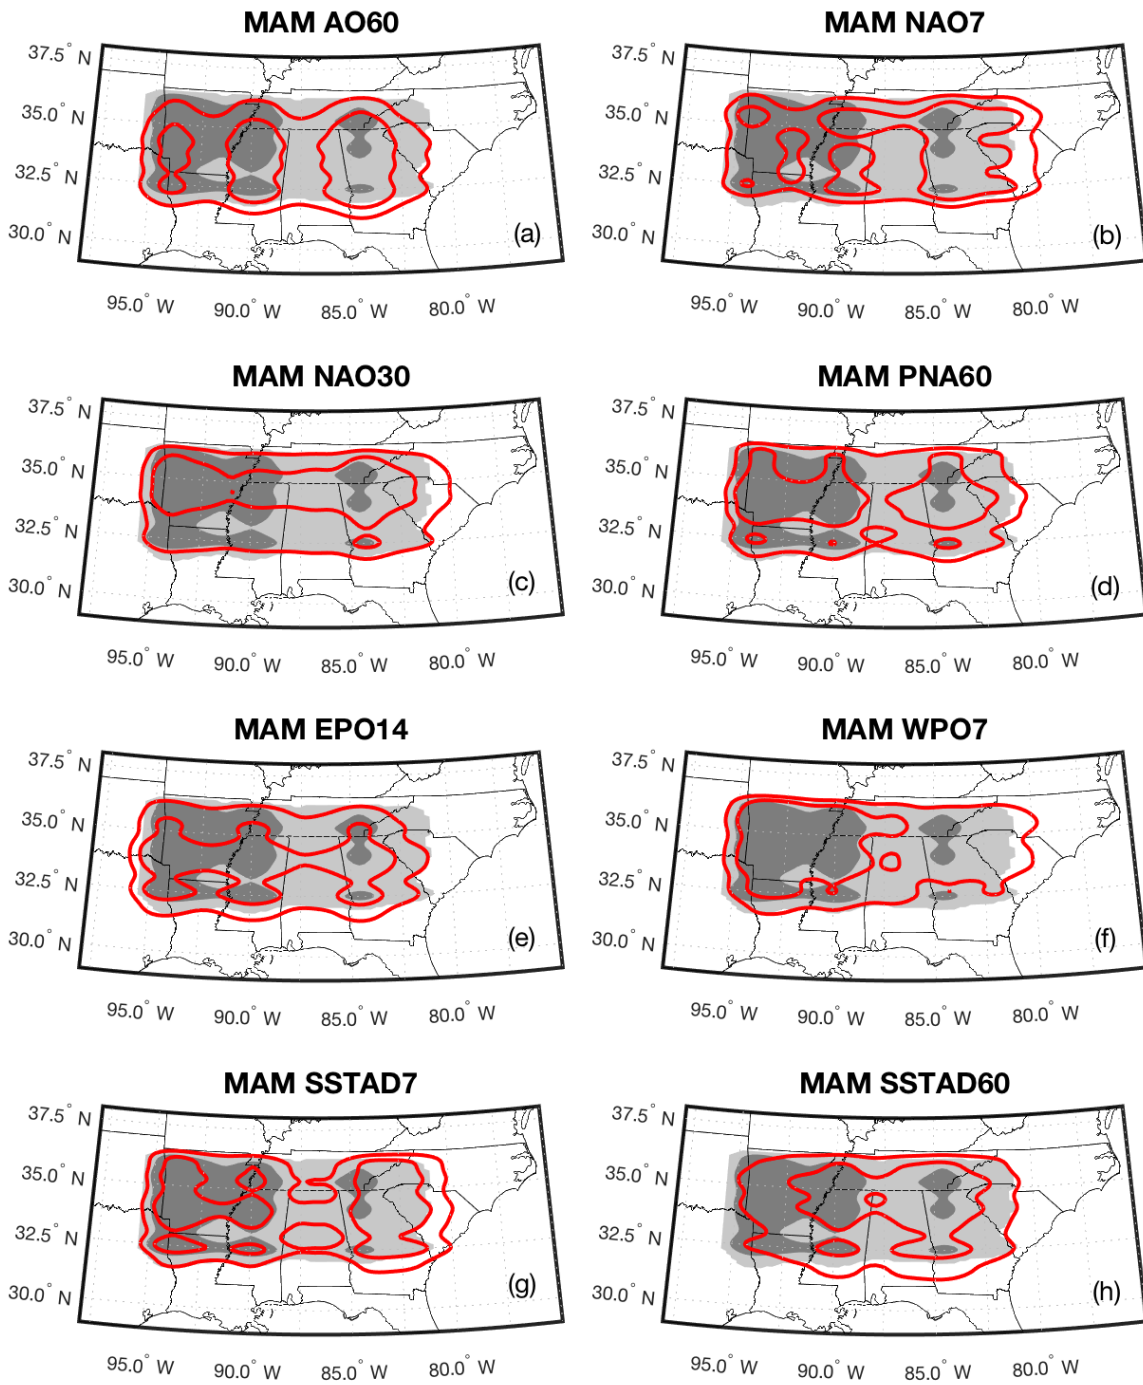 MAM AO60 MAM NAO7
37.5° N 37.5° N
35.0° N 35.0° N
32.5° N 32.5° N
30.0° N (a) 30.0° N (b)
95.0° W 90.0° W 85.0° W 80.0° W 95.0° W 90.0° W 85.0° W 80.0° W
MAM NAO30 MAM PNA60
37.5° N 37.5° N
35.0° N 35.0° N
32.5° N 32.5° N
30.0° N (c) 30.0° N (d)
95.0° W 90.0° W 85.0° W 80.0° W 95.0° W 90.0° W 85.0° W 80.0° W
MAM EPO14 MAM WPO7
37.5° N 37.5° N
35.0° N 35.0° N
32.5° N 32.5° N
30.0° N (e) 30.0° N (f)
95.0° W 90.0° W 85.0° W 80.0° W 95.0° W 90.0° W 85.0° W 80.0° W
MAM SSTAD7 MAM SSTAD60
37.5° N 37.5° N
35.0° N 35.0° N
32.5° N 32.5° N
30.0° N (g) 30.0° N (h)
95.0° W 90.0° W 85.0° W 80.0° W 95.0° W 90.0° W 85.0° W 80.0° W